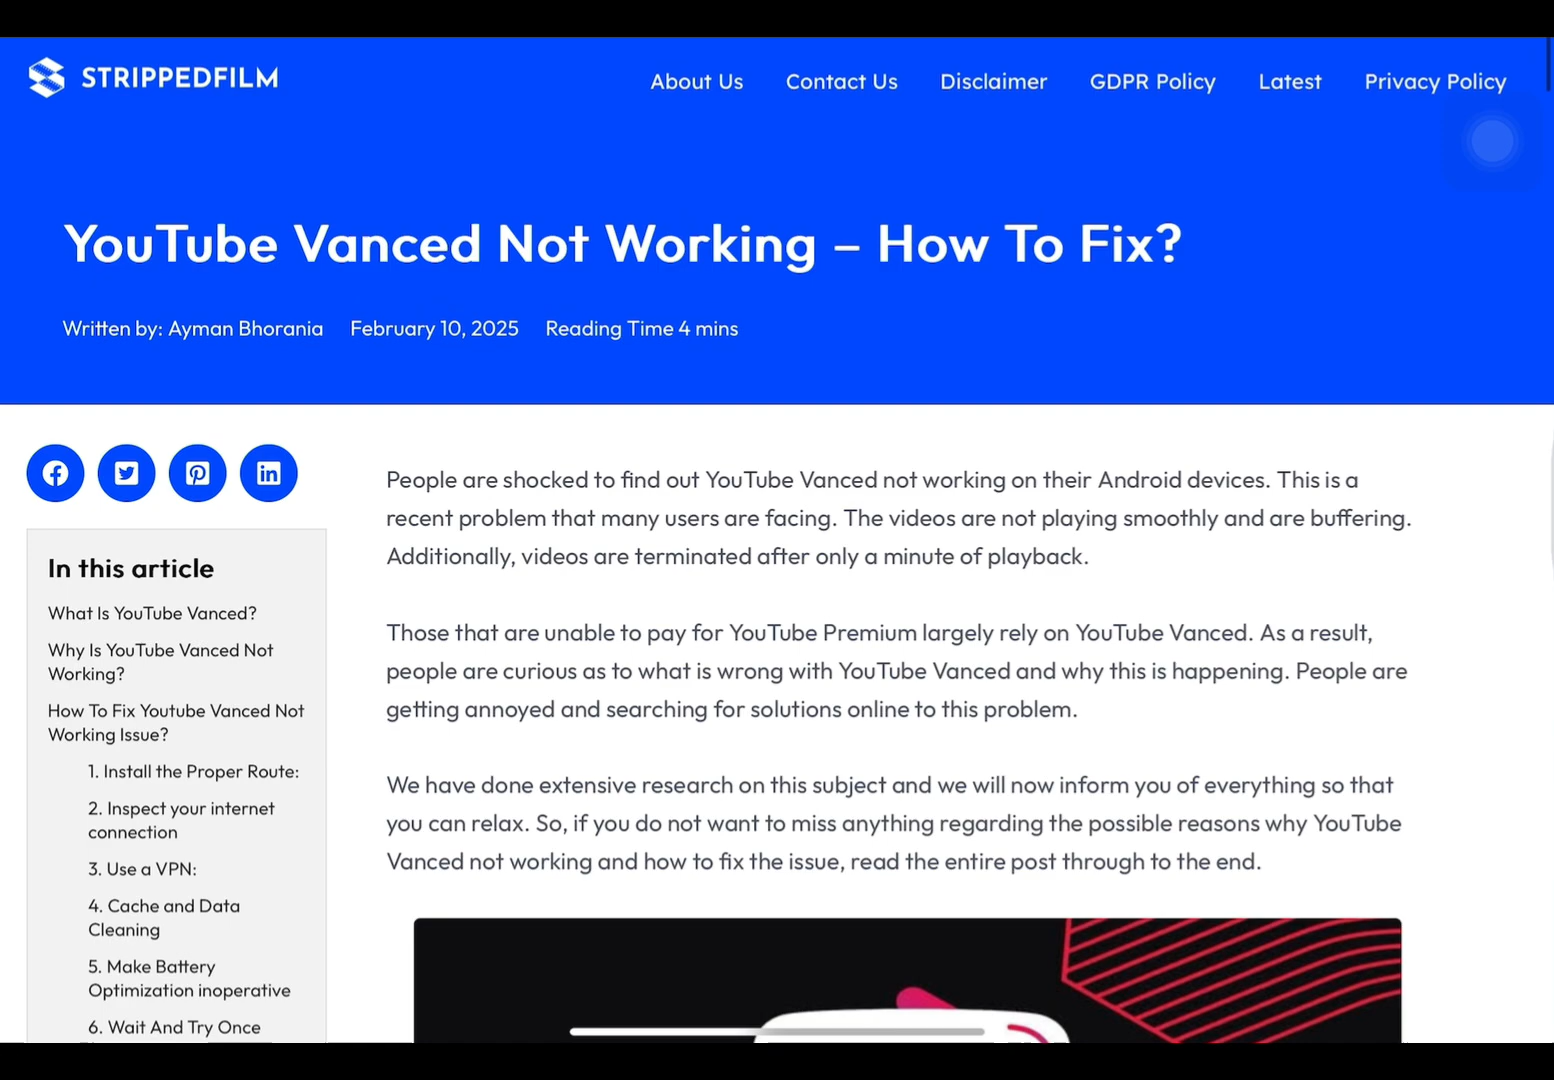 STRIPPEDFILM
About Us
Contact Us
Disclaimer
GDPR Policy
Latest
Privacy Policy
YouTube Vanced Not Working – How To Fix?
Written by: Ayman Bhorania
February 10, 2025
Reading Time 4 mins
In this article
What Is YouTube Vanced?
Why Is YouTube Vanced Not
Working?
How To Fix Youtube Vanced Not
Working Issue?
1. Install the Proper Route:
2. Inspect your internet
connection
3. Use a VPN:
4. Cache and Data
Cleaning
5. Make Battery
Optimization inoperative
6. Wait And Try Once
People are shocked to find out YouTube Vanced not working on their Android devices. This is a
recent problem that many users are facing. The videos are not playing smoothly and are buffering.
Additionally, videos are terminated after only a minute of playback.
Those that are unable to pay for YouTube Premium largely rely on YouTube Vanced. As a result,
people are curious as to what is wrong with YouTube Vanced and why this is happening. People are
getting annoyed and searching for solutions online to this problem.
We have done extensive research on this subject and we will now inform you of everything so that
you can relax. So, if you do not want to miss anything regarding the possible reasons why YouTube
Vanced not working and how to fix the issue, read the entire post through to the end.